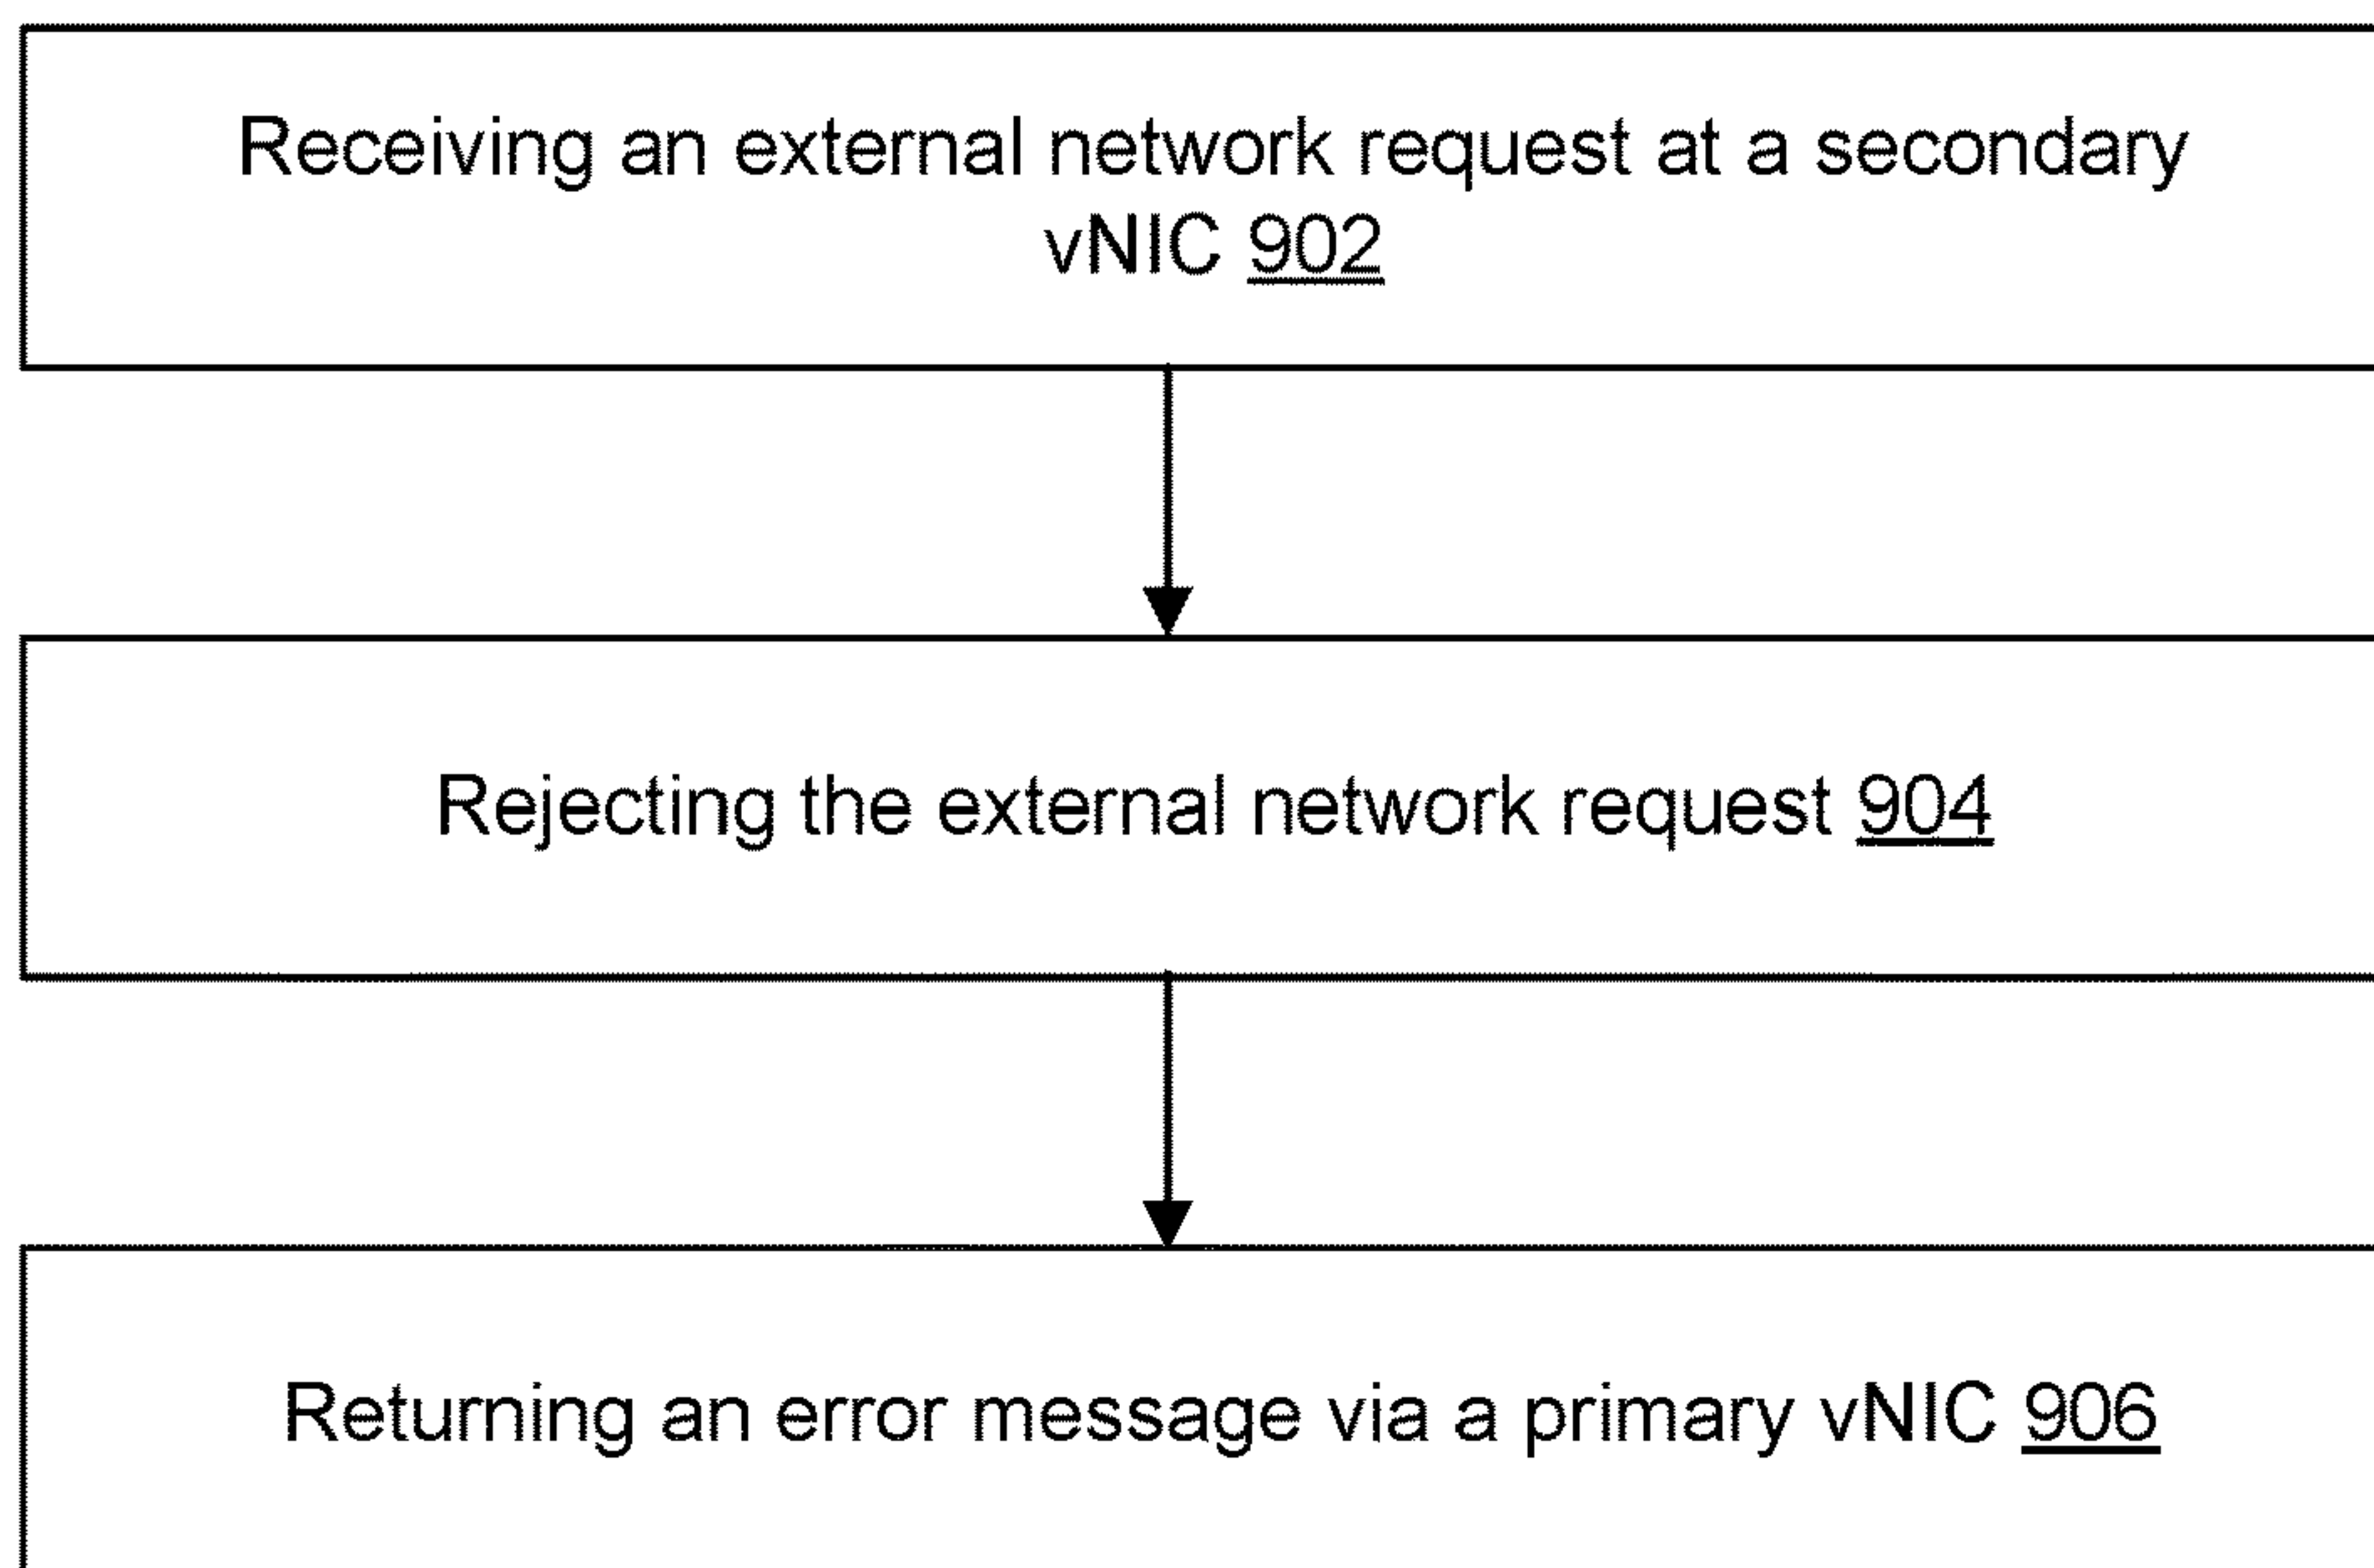 Receiving an external network request at a secondary
vNIC 902
Rejecting the external network request 904
Returning an error message via a primary vNIC 906